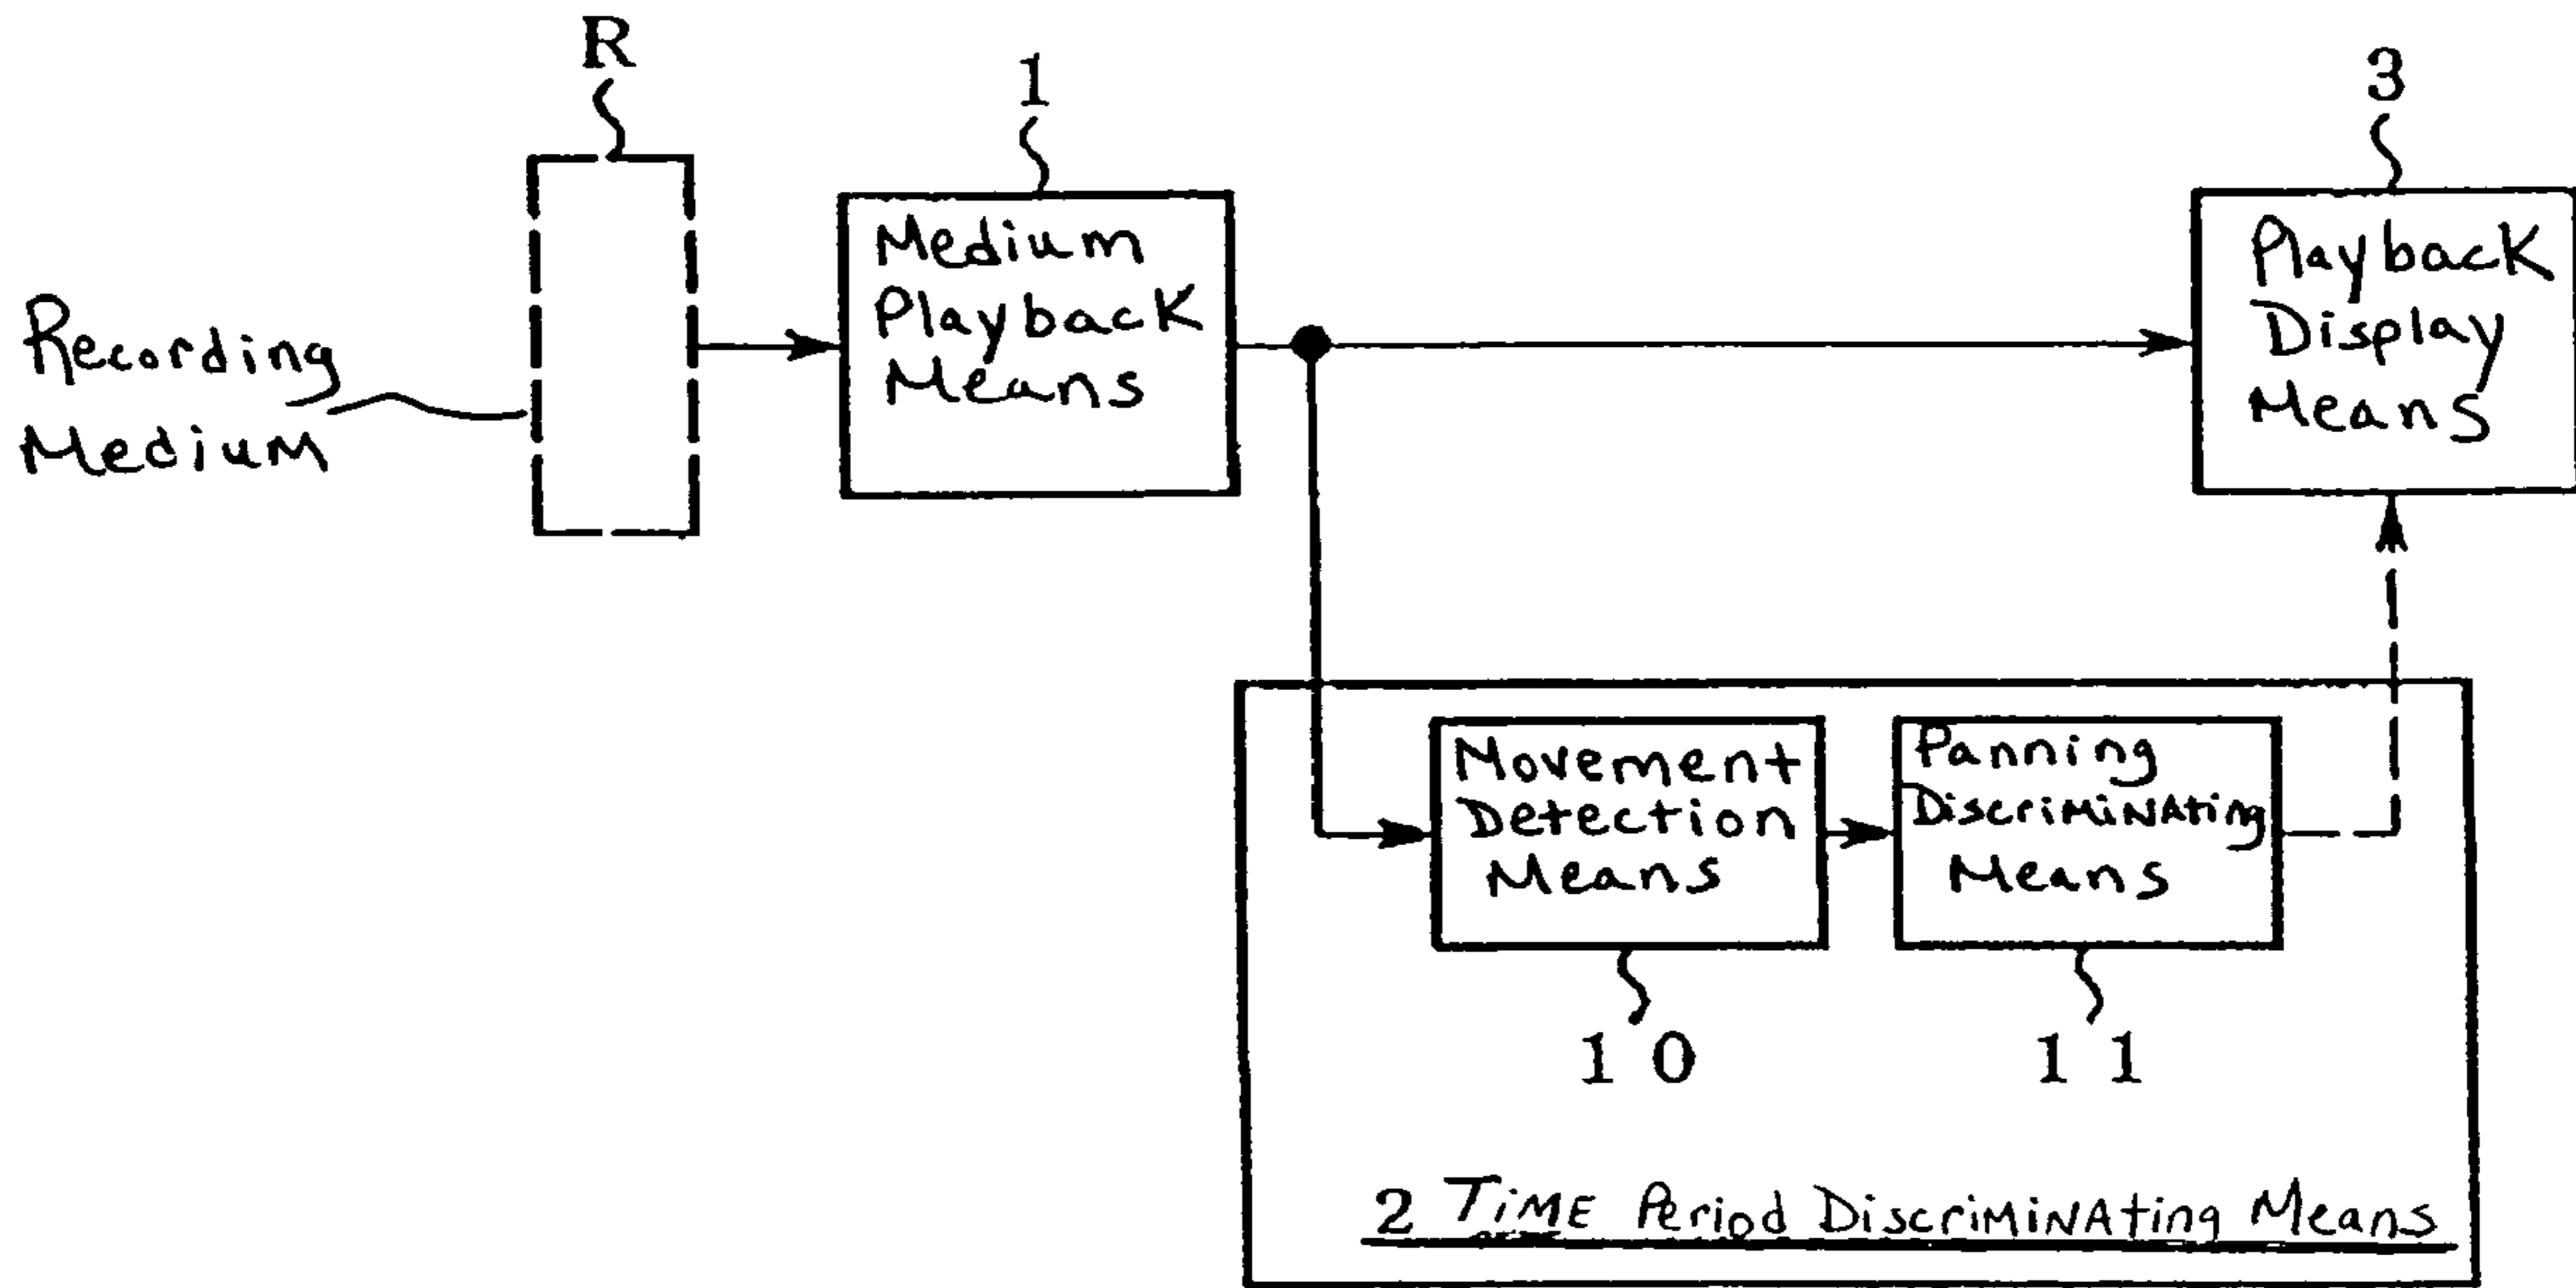 R
1
3
Recording
Medium
Medium
Playback
Means
Playback
Display
Means
Movement
Detection
Means
Panning
Discriminating
Means
10
11
2 Time Period Discriminating Means